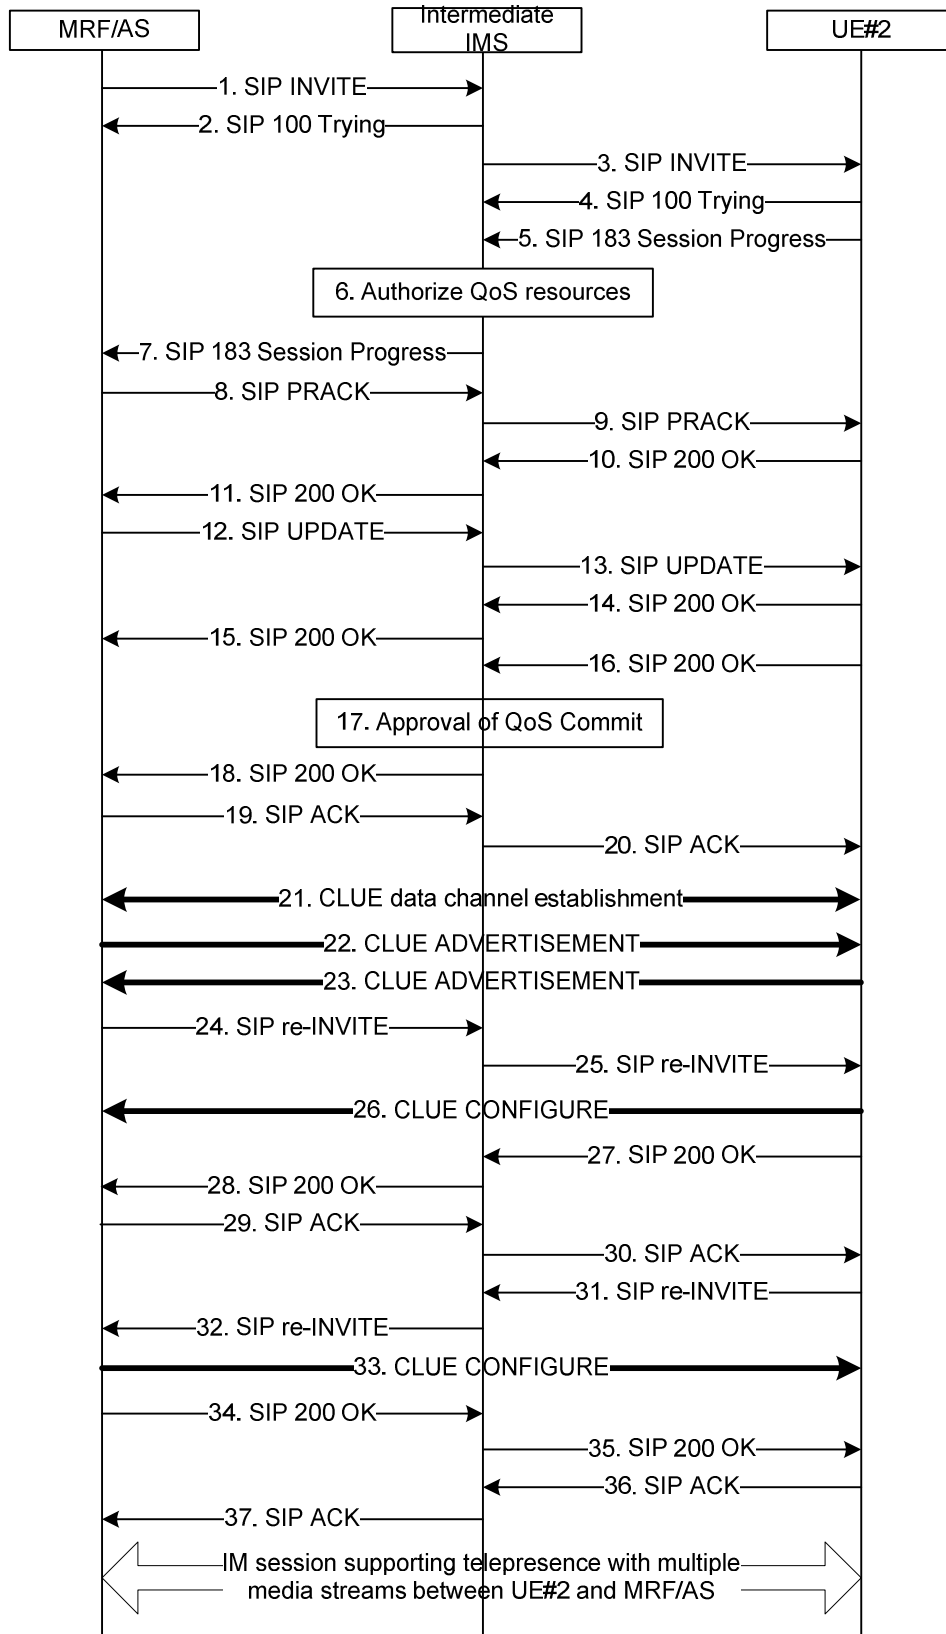 MRF/AS
Intermediate
IMS
UE#2
1. SIP INVITE
2. SIP 100 Trying
3. SIP INVITE
4. SIP 100 Trying
5. SIP 183 Session Progress
6. Authorize QoS resources
7. SIP 183 Session Progress
8. SIP PRACK
9. SIP PRACK
10. SIP 200 OK
11. SIP 200 OK
12. SIP UPDATE
13. SIP UPDATE
14. SIP 200 OK
15. SIP 200 OK
16. SIP 200 OK
17. Approval of QoS Commit
18. SIP 200 OK
19. SIP ACK
20. SIP ACK
21. CLUE data channel establishment
22. CLUE ADVERTISEMENT
23. CLUE ADVERTISEMENT
24. SIP re-INVITE
25. SIP re-INVITE
26. CLUE CONFIGURE
27. SIP 200 OK
28. SIP 200 OK
29. SIP ACK
30. SIP ACK
31. SIP re-INVITE
32. SIP re-INVITE
33. CLUE CONFIGURE
34. SIP 200 OK
35. SIP 200 OK
36. SIP ACK
37. SIP ACK
IM session supporting telepresence with multiple
media streams between UE#2 and MRF/AS